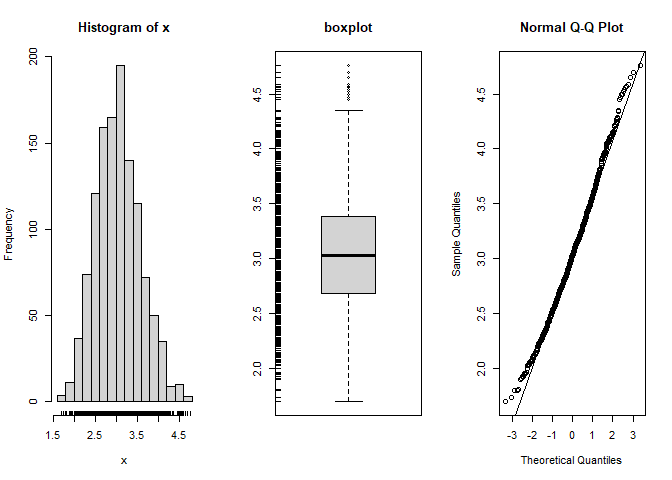 Histogram of x
Frequency
200
150
100
50
0
1.5 2.5 3.5 4.5
x
boxplot
4.5
4.0
3.5
3.0
2.5
2.0
Normal Q-Q Plot
Sample Quantiles
4.5
4.0
3.5
3.0
2.5
2.0
-3 -2 -1 0 1 2 3
Theoretical Quantiles